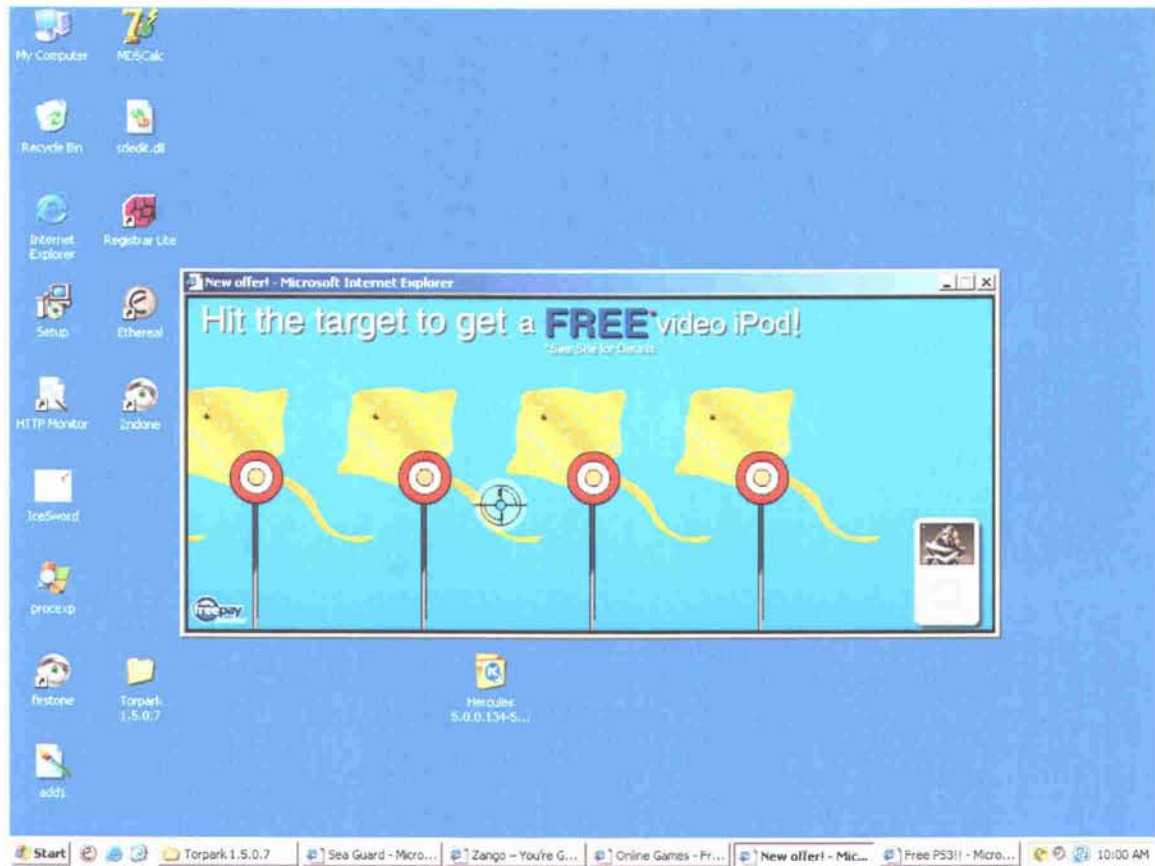 My Computer
MD5Calc
Recycle Bin
sdedit.dll
Internet
Explorer
Registrar Lite
Setup
Ethereal
HTTP Monitor
2ndone
IceSword
procexp
firstone
Torpark
1.5.0.7
Hercules
5.0.0.134-S...
add1
New offer! - Microsoft Internet Explorer
Hit the target to get a FREE* video iPod!
*See Site for Details
freepay
Start
Torpark 1.5.0.7
Sea Guard - Micro...
Zango – You're G...
Online Games - Fr...
New offer! - Mic...
Free PS3!! - Micro...
10:00 AM